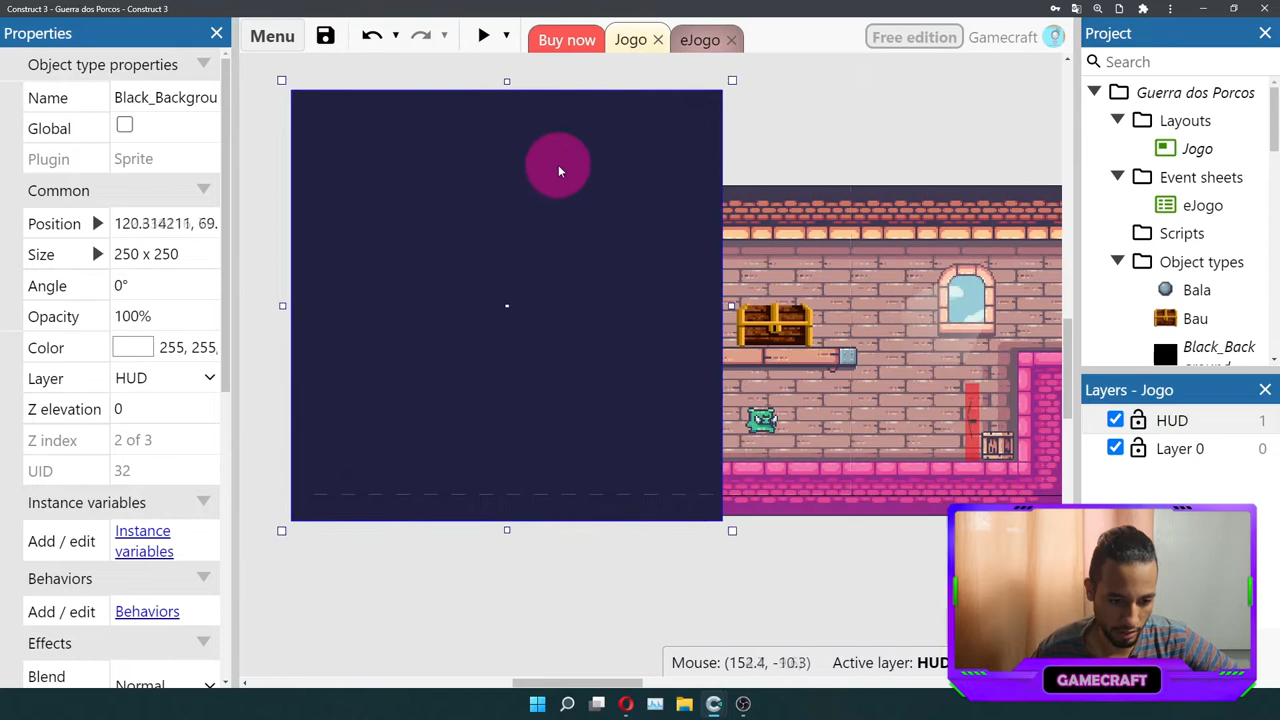 Construct 3 - Guerra dos Porcos - Construct 3
Properties
Menu
Buy now
Jogo
eJogo
Free edition
Gamecraft
Project
Object type properties
Name
Black_Backgrou
Global
Plugin
Sprite
Common
Position
120.314211, 69.
Size
250 x 250
Angle
0°
Opacity
100%
Color
255, 255,
Layer
HUD
Z elevation
0
Z index
2 of 3
UID
32
Instance variables
Add / edit
Instance
variables
Behaviors
Add / edit
Behaviors
Effects
Blend
Normal
Search
Guerra dos Porcos
Layouts
Jogo
Event sheets
eJogo
Scripts
Object types
Bala
Bau
Black_Back
Layers - Jogo
HUD
1
Layer 0
0
Mouse:
Active layer: HUD
GAMECRAFT